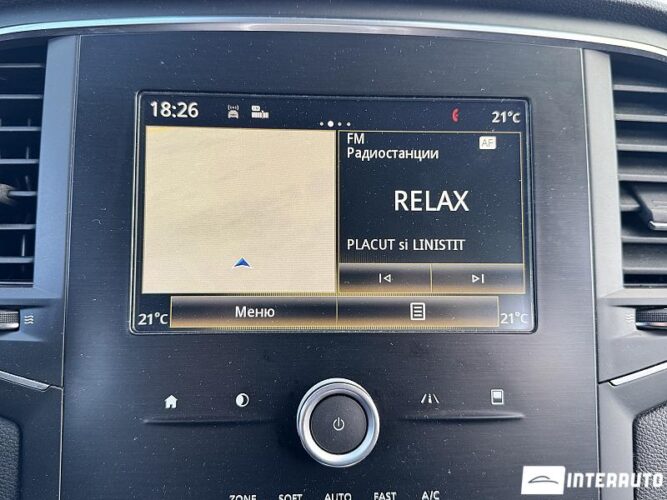 18:26
21°C
FM
AF
Радиостанции
RELAX
PLACUT si LINISTIT
21°C
Меню
21°C
ZONE SOFT AUTO FAST A/C
INTERAUTO